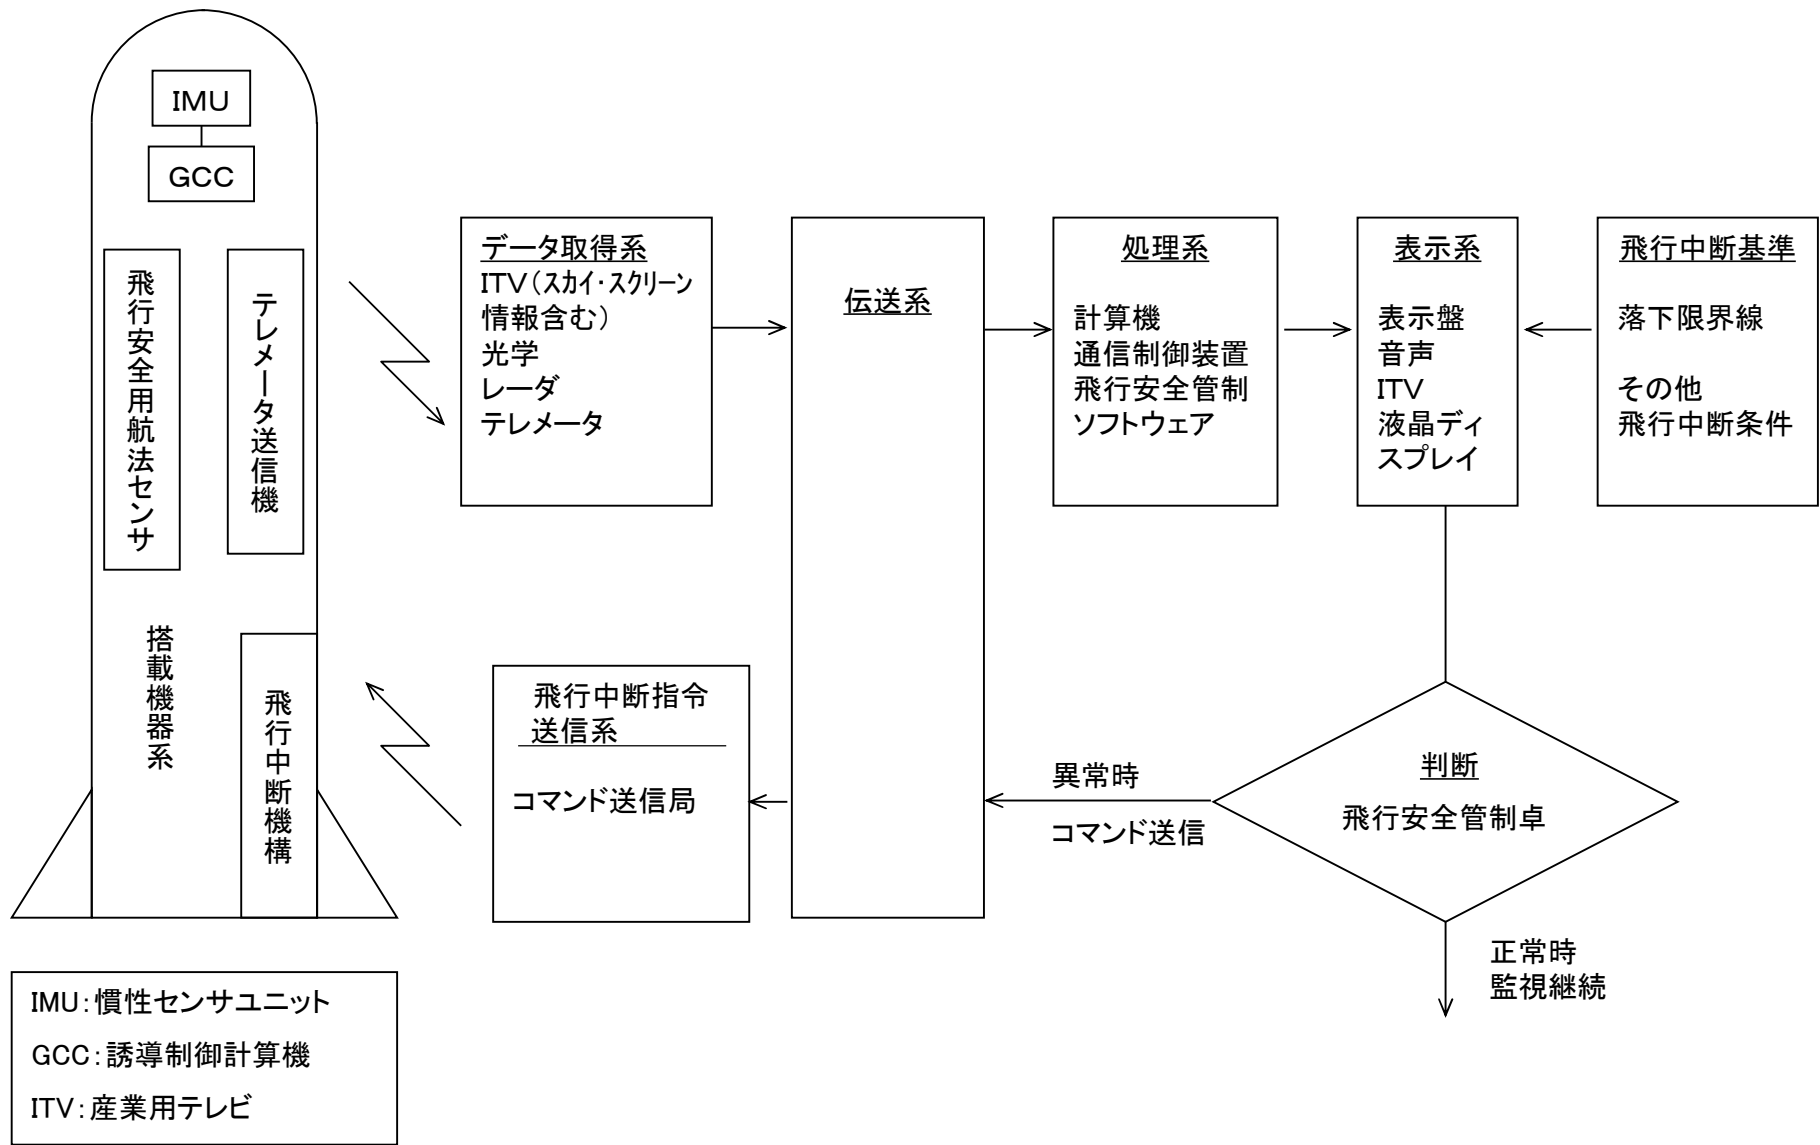 IMU
GCC
飛行安全用航法センサ
テレメータ送信機
搭載機器系
飛行中断機構
データ取得系
ITV(スカイ・スクリーン
情報含む)
光学
レーダ
テレメータ
伝送系
処理系
計算機
通信制御装置
飛行安全管制
ソフトウェア
表示系
表示盤
音声
ITV
液晶ディ
スプレイ
飛行中断基準
落下限界線
その他
飛行中断条件
飛行中断指令
送信系
コマンド送信局
異常時
コマンド送信
判断
飛行安全管制卓
正常時
監視継続
IMU:慣性センサユニット
GCC:誘導制御計算機
ITV:産業用テレビ